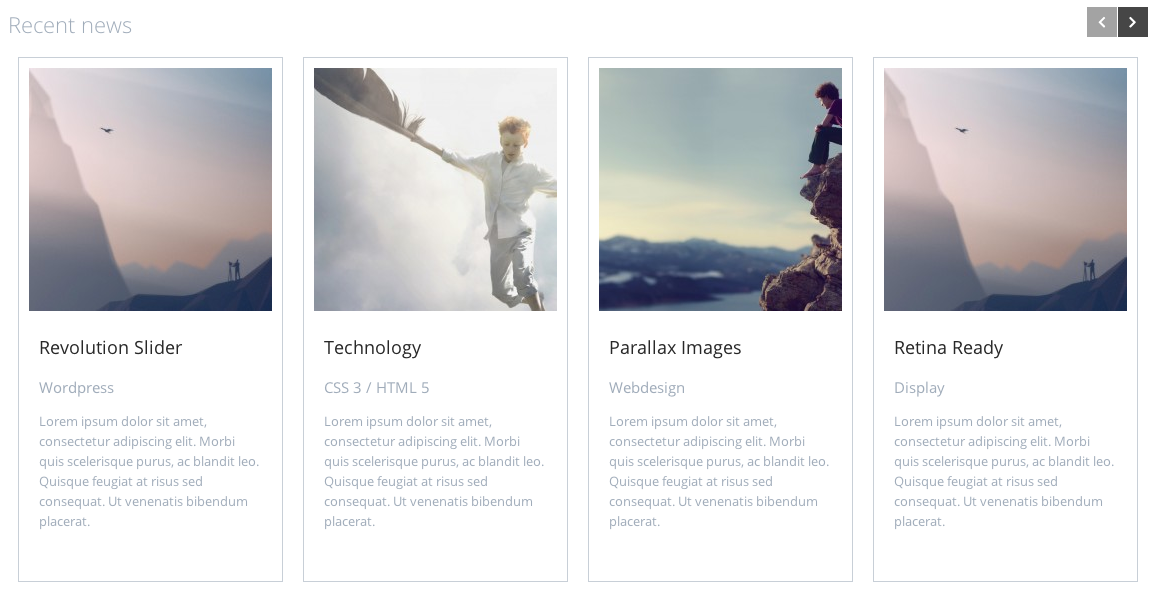 Recent news
Revolution Slider
Wordpress
Lorem ipsum dolor sit amet,
consectetur adipiscing elit. Morbi
quis scelerisque purus, ac blandit leo.
Quisque feugiat at risus sed
consequat. Ut venenatis bibendum
placerat.
Technology
CSS 3 / HTML 5
Lorem ipsum dolor sit amet,
consectetur adipiscing elit. Morbi
quis scelerisque purus, ac blandit leo.
Quisque feugiat at risus sed
consequat. Ut venenatis bibendum
placerat.
Parallax Images
Webdesign
Lorem ipsum dolor sit amet,
consectetur adipiscing elit. Morbi
quis scelerisque purus, ac blandit leo.
Quisque feugiat at risus sed
consequat. Ut venenatis bibendum
placerat.
Retina Ready
Display
Lorem ipsum dolor sit amet,
consectetur adipiscing elit. Morbi
quis scelerisque purus, ac blandit leo.
Quisque feugiat at risus sed
consequat. Ut venenatis bibendum
placerat.